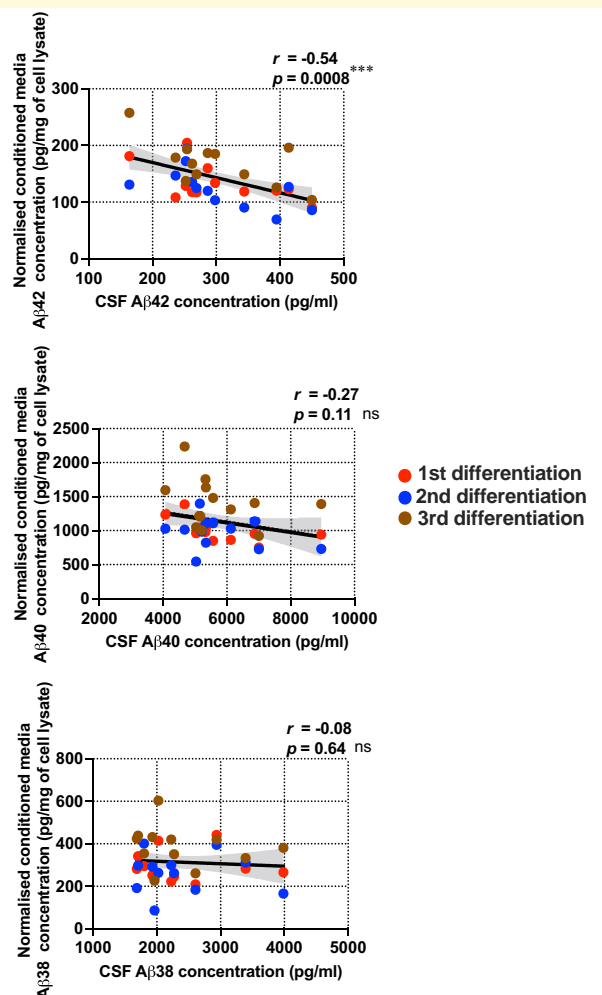 r = -0.54
p = 0.0008 ***
Normalised conditioned media
Aβ42 concentration (pg/mg of cell lysate)
300
200
100
0
100 200 300 400 500
CSF Aβ42 concentration (pg/ml)
r = -0.27
p = 0.11 ns
Normalised conditioned media
Aβ40 concentration (pg/mg of cell lysate)
2500
2000
1500
1000
500
0
2000 4000 6000 8000 10000
CSF Aβ40 concentration (pg/ml)
1st differentiation
2nd differentiation
3rd differentiation
r = -0.08
p = 0.64 ns
Normalised conditioned media
Aβ38 concentration (pg/mg of cell lysate)
800
600
400
200
0
1000 2000 3000 4000 5000
CSF Aβ38 concentration (pg/ml)